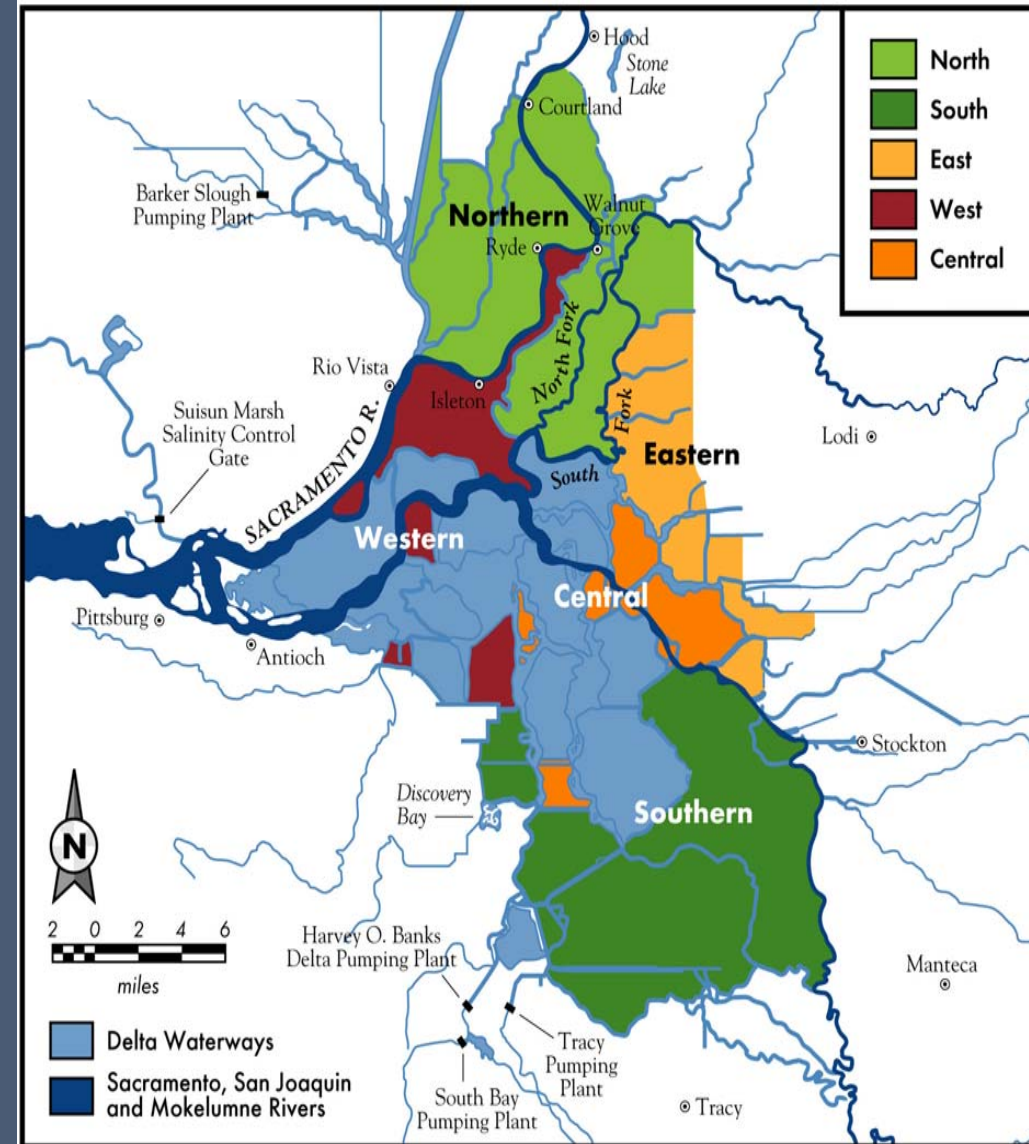 Hood
Stone
Lake
Courtland
North
South
East
West
Central
Barker Slough
Pumping Plant
Northern
Walnut
Grove
Ryde
North Fork
Rio Vista
Isleton
Suisun Marsh
Salinity Control
Gate
SACRAMENTO R.
Fork
South
Eastern
Lodi
Western
Central
Pittsburg
Antioch
Stockton
Discovery
Bay
Southern
N
2 0 2 4 6
miles
Harvey O. Banks
Delta Pumping Plant
Manteca
Tracy
Pumping
Plant
South Bay
Pumping Plant
Tracy
Delta Waterways
Sacramento, San Joaquin
and Mokelumne Rivers